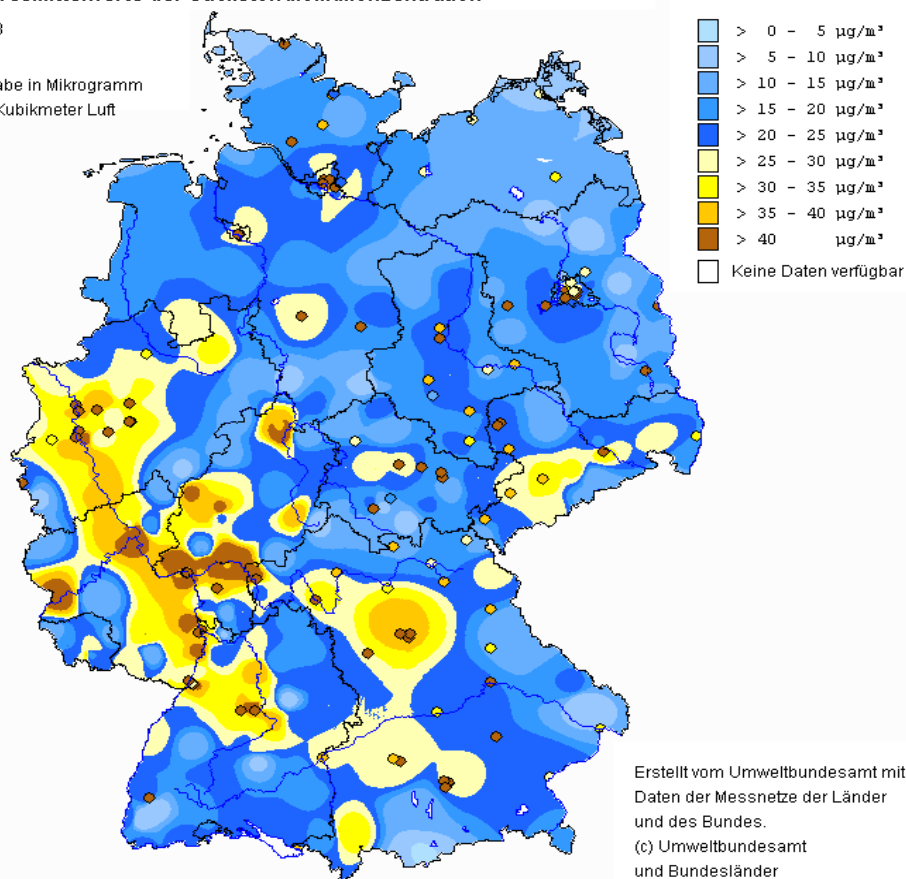 abe in Mikrogramm
Kubikmeter Luft
> 0 - 5 µg/m³
> 5 - 10 µg/m³
> 10 - 15 µg/m³
> 15 - 20 µg/m³
> 20 - 25 µg/m³
> 25 - 30 µg/m³
> 30 - 35 µg/m³
> 35 - 40 µg/m³
> 40 µg/m³
Keine Daten verfügbar
Erstellt vom Umweltbundesamt mit
Daten der Messnetze der Länder
und des Bundes.
(c) Umweltbundesamt
und Bundesländer